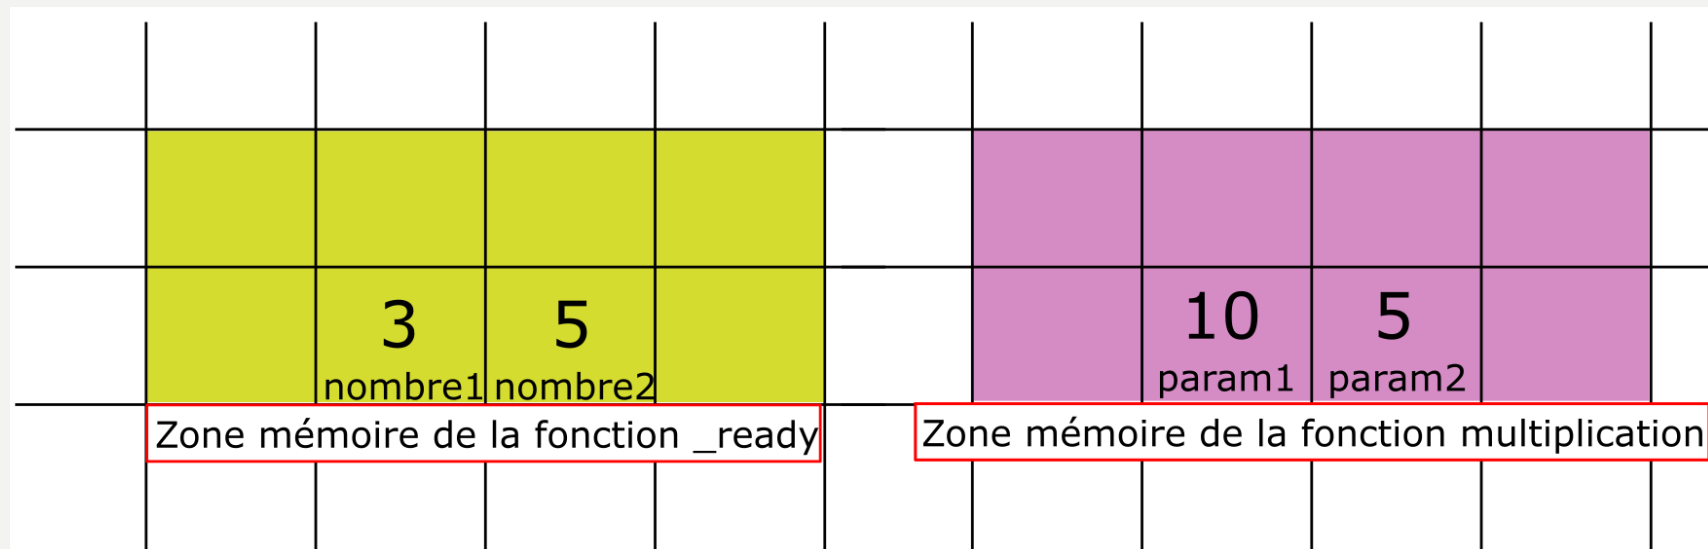 3 5
nombre1 nombre2
Zone mémoire de la fonction _ready
10 5
param1 param2
Zone mémoire de la fonction multiplication